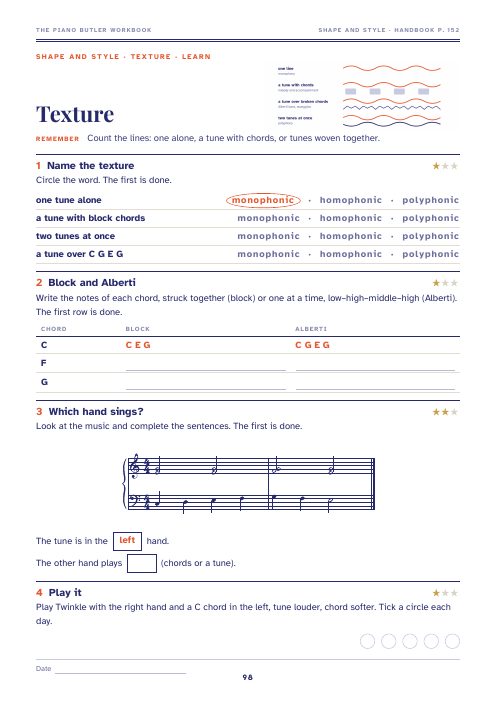 THE PIANO BUTLER WORKBOOK
SHAPE AND STYLE · HANDBOOK P. 152
SHAPE AND STYLE · TEXTURE · LEARN
one line
monophony
a tune with chords
melody and accompaniment
a tune over broken chords
Alberti bass, arpeggios
two tunes at once
polyphony
Texture
REMEMBER Count the lines: one alone, a tune with chords, or tunes woven together.
1 Name the texture
Circle the word. The first is done.
one tune alone monophonic · homophonic · polyphonic
a tune with block chords monophonic · homophonic · polyphonic
two tunes at once monophonic · homophonic · polyphonic
a tune over C G E G monophonic · homophonic · polyphonic
2 Block and Alberti
Write the notes of each chord, struck together (block) or one at a time, low–high–middle–high (Alberti).
The first row is done.
CHORD BLOCK ALBERTI
C C E G C G E G
F
G
3 Which hand sings?
Look at the music and complete the sentences. The first is done.
The tune is in the left hand.
The other hand plays (chords or a tune).
4 Play it
Play Twinkle with the right hand and a C chord in the left, tune louder, chord softer. Tick a circle each
day.
Date
98